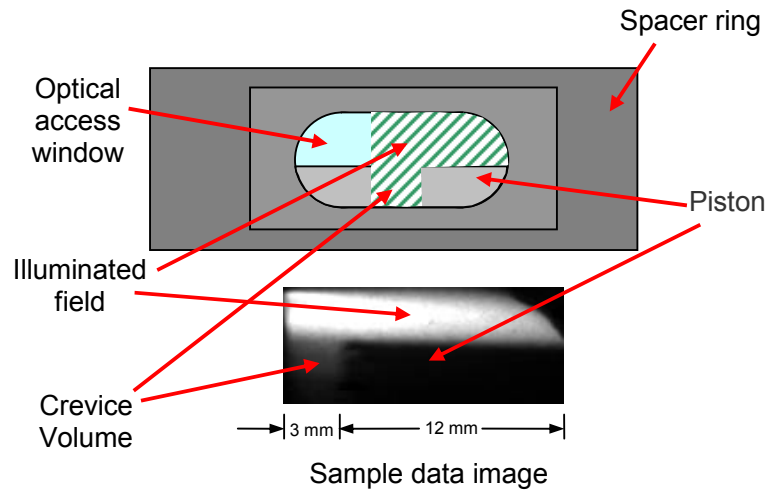 Spacer ring
Optical
access
window
Piston
Illuminated
field
Crevice
Volume
3 mm
12 mm
Sample data image